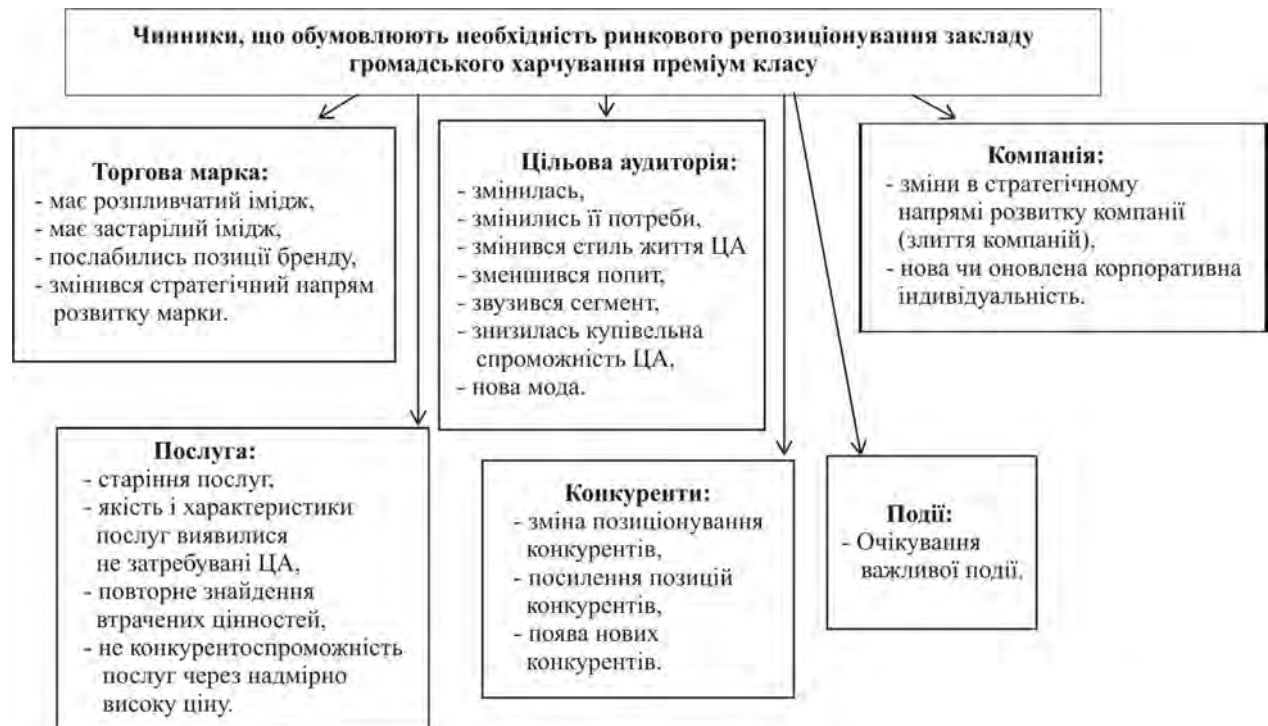 Чинники, що обумовлюють необхідність ринкового репозиціонування закладу
громадського харчування преміум класу
Торгова марка:
- має розпливчатий імідж,
- має застарілий імідж,
- послабились позиції бренду,
- змінився стратегічний напрям
розвитку марки.
Цільова аудиторія:
- змінилась,
- змінились її потреби,
- змінився стиль життя ЦА
- зменшився попит,
- звузився сегмент,
- знизилась купівельна
спроможність ЦА,
- нова мода.
Компанія:
- зміни в стратегічному
напрямі розвитку компанії
(злиття компаній),
- нова чи оновлена корпоративна
індивідуальність.
Послуга:
- старіння послуг,
- якість і характеристики
послуг виявилися
не затребувані ЦА,
- повторне знайдення
втрачених цінностей,
- не конкурентоспроможність
послуг через надмірно
високу ціну.
Конкуренти:
- зміна позиціонування
конкурентів,
- посилення позицій
конкурентів,
- поява нових
конкурентів.
Події:
- Очікування
важливої події.